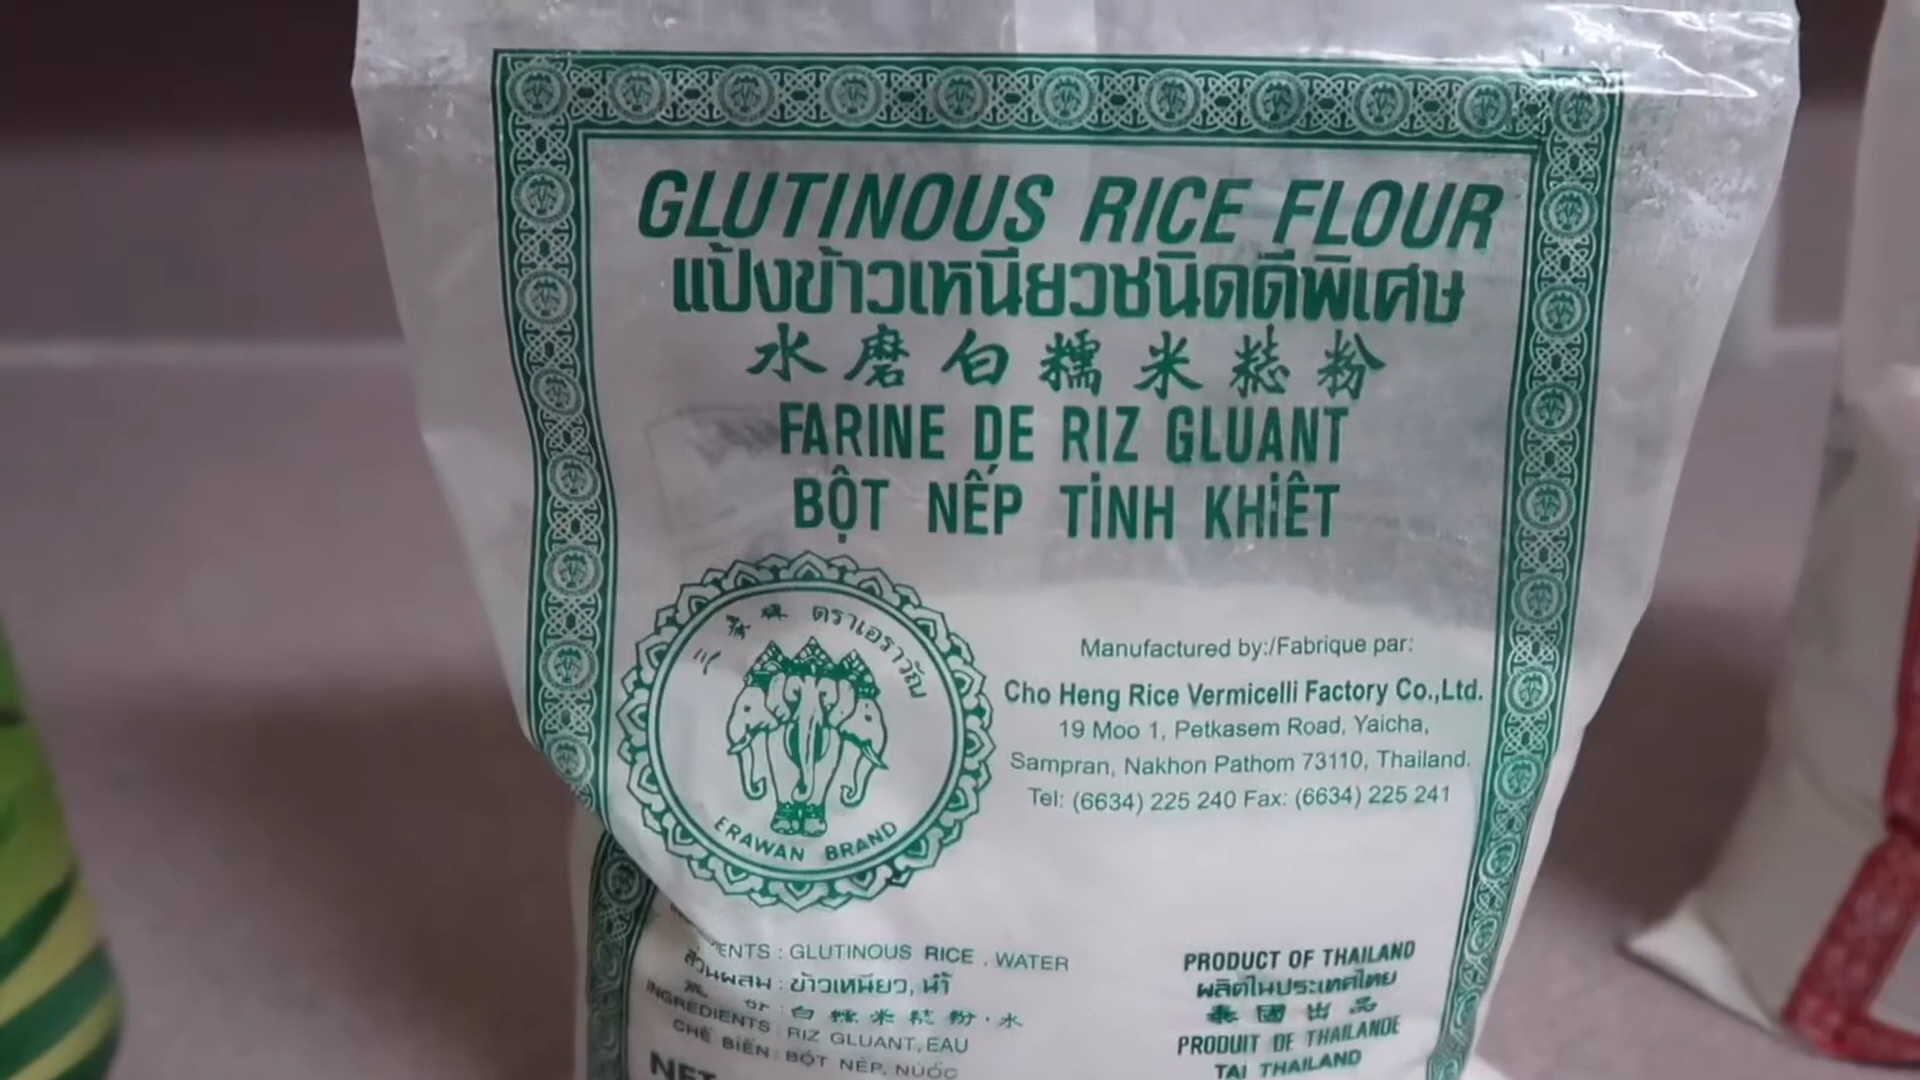 GLUTINOUS RICE FLOUR
แป้งข้าวเหนียวชนิดดีพิเศษ
水磨白糯米粉
FARINE DE RIZ GLUANT
BỘT NẾP TINH KHIẾT
ตราเอราวัณ
ERAWAN BRAND
Manufactured by:/Fabrique par:
Cho Heng Rice Vermicelli Factory Co.,Ltd.
19 Moo 1, Petkasem Road, Yaicha,
Sampran, Nakhon Pathom 73110, Thailand.
Tel: (6634) 225 240 Fax: (6634) 225 241
: GLUTINOUS RICE . WATER
ส่วนผสม : ข้าวเหนียว, น้ำ
白糯米 粉 · 水
INGREDIENTS : RIZ GLUANT, EAU
CHẾ BIẾN : BỘT NẾP, NƯỚC
NET
PRODUCT OF THAILAND
ผลิตในประเทศไทย
泰國出品
PRODUIT DE THAILANDE
TAI THAILAND